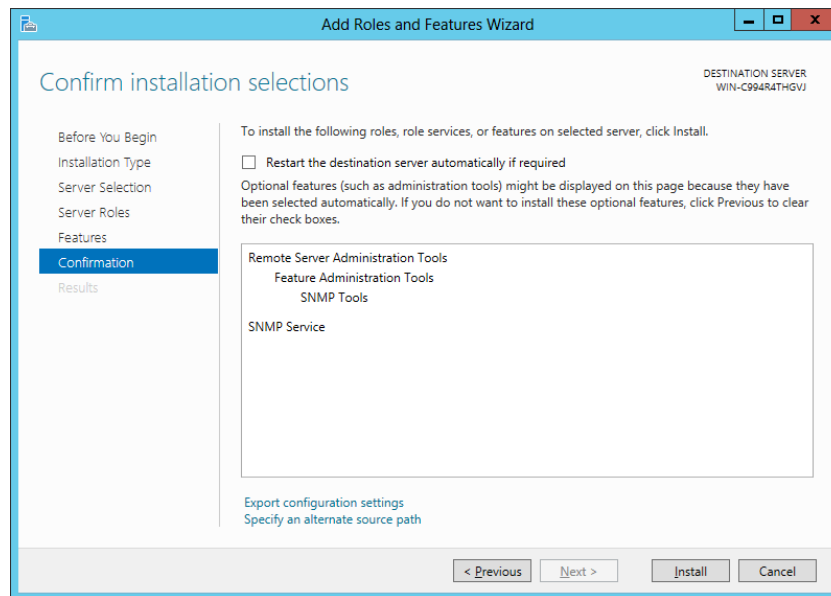 Add Roles and Features Wizard
Confirm installation selections
DESTINATION SERVER
WIN-C994R4THGVJ
Before You Begin
Installation Type
Server Selection
Server Roles
Features
Confirmation
Results
To install the following roles, role services, or features on selected server, click Install.
Restart the destination server automatically if required
Optional features (such as administration tools) might be displayed on this page because they have
been selected automatically. If you do not want to install these optional features, click Previous to clear
their check boxes.
Remote Server Administration Tools
Feature Administration Tools
SNMP Tools
SNMP Service
Export configuration settings
Specify an alternate source path
< Previous
Next >
Install
Cancel